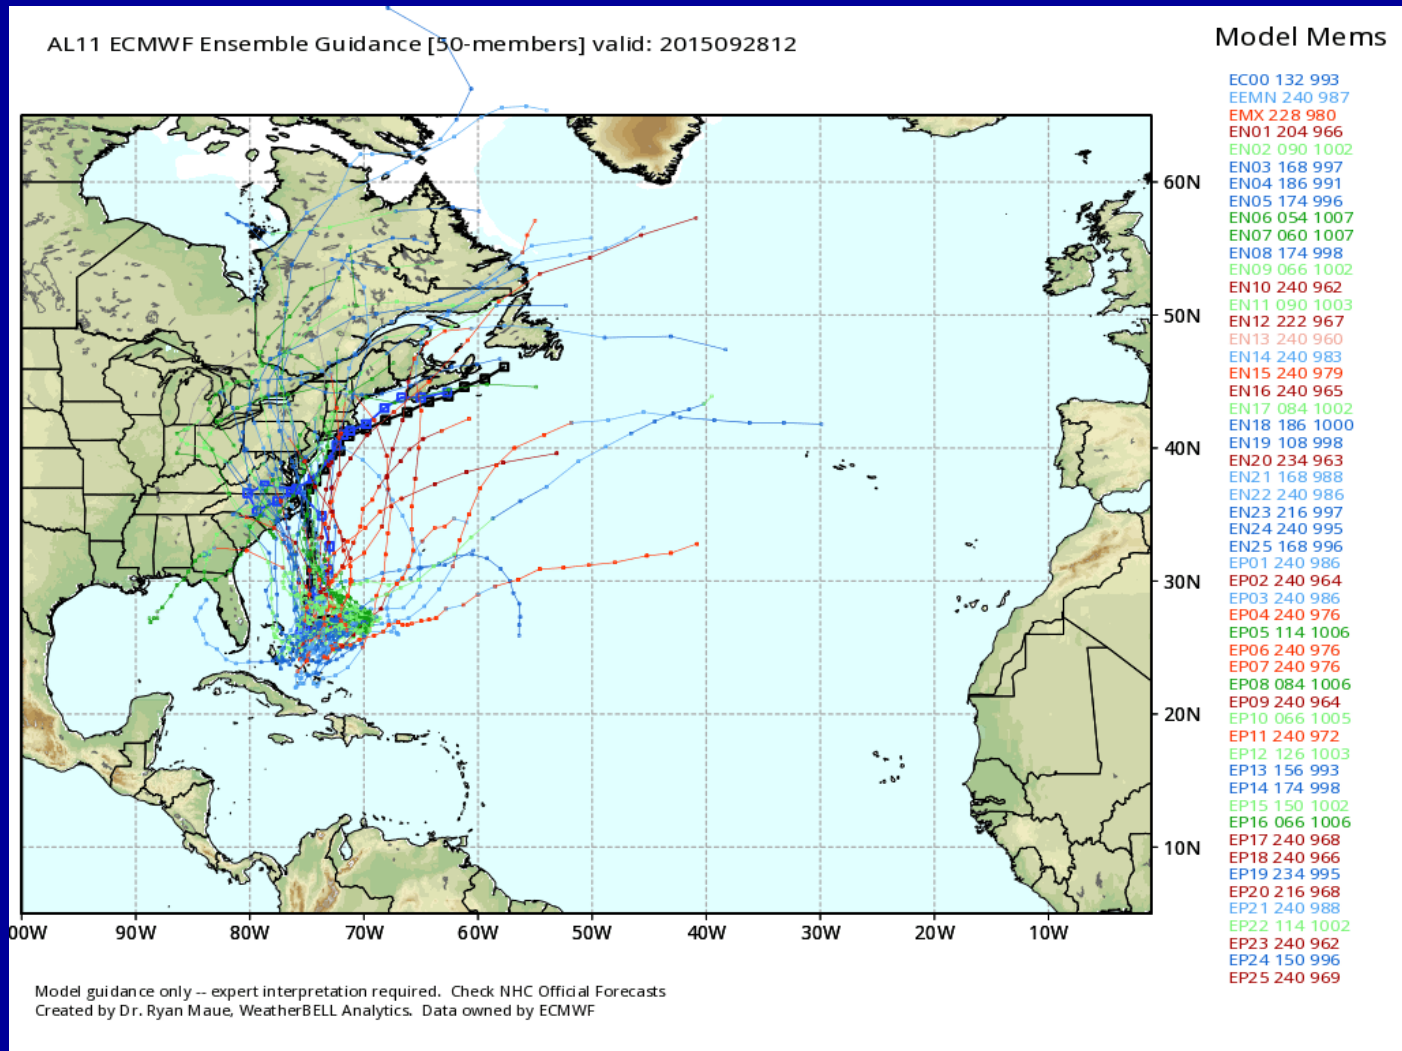 AL11 ECMWF Ensemble Guidance [50-members] valid: 2015092812
Model Mems
EC00 132 993
EEMN 240 987
EMX 228 980
EN01 204 966
EN02 090 1002
EN03 168 997
EN04 186 991
EN05 174 996
EN06 054 1007
EN07 060 1007
EN08 174 998
EN09 066 1002
EN10 240 962
EN11 090 1003
EN12 222 967
EN13 240 960
EN14 240 983
EN15 240 979
EN16 240 965
EN17 084 1002
EN18 186 1000
EN19 108 998
EN20 234 963
EN21 168 988
EN22 240 986
EN23 216 997
EN24 240 995
EN25 168 996
EP01 240 986
EP02 240 964
EP03 240 986
EP04 240 976
EP05 114 1006
EP06 240 976
EP07 240 976
EP08 084 1006
EP09 240 964
EP10 066 1005
EP11 240 972
EP12 126 1003
EP13 156 993
EP14 174 998
EP15 150 1002
EP16 066 1006
EP17 240 968
EP18 240 966
EP19 234 995
EP20 216 968
EP21 240 988
EP22 114 1002
EP23 240 962
EP24 150 996
EP25 240 969
60N
50N
40N
30N
20N
10N
00W 90W 80W 70W 60W 50W 40W 30W 20W 10W
Model guidance only -- expert interpretation required. Check NHC Official Forecasts
Created by Dr. Ryan Maue, WeatherBELL Analytics. Data owned by ECMWF